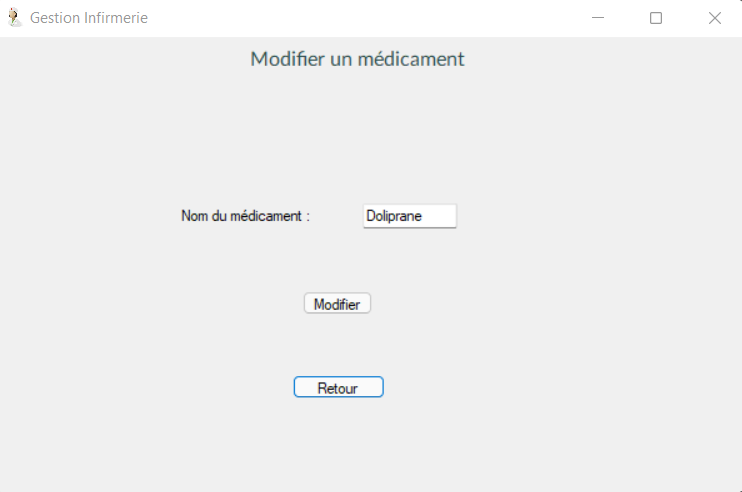 Gestion Infirmerie
Modifier un médicament
Nom du médicament : Doliprane
Modifier
Retour